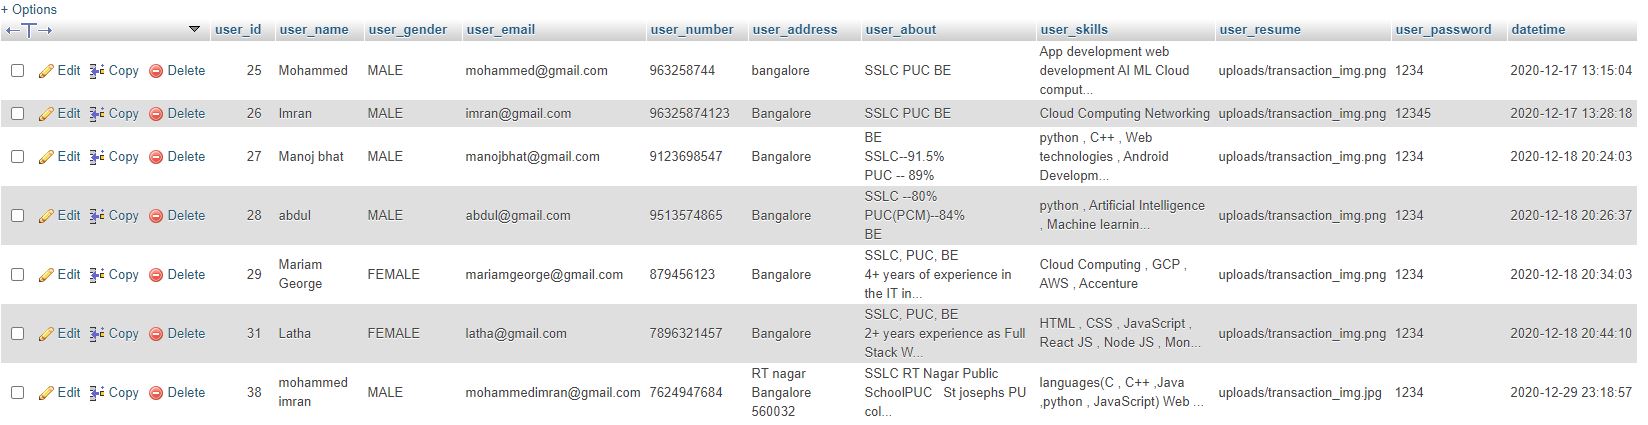 + Options
←T→ user_id user_name user_gender user_email user_number user_address user_about user_skills user_resume user_password datetime
Edit Copy Delete 25 Mohammed MALE mohammed@gmail.com 963258744 bangalore SSLC PUC BE App development web
development AI ML Cloud
comput... uploads/transaction_img.png 1234 2020-12-17 13:15:04
Edit Copy Delete 26 Imran MALE imran@gmail.com 96325874123 Bangalore SSLC PUC BE Cloud Computing Networking uploads/transaction_img.png 12345 2020-12-17 13:28:18
Edit Copy Delete 27 Manoj bhat MALE manojbhat@gmail.com 9123698547 Bangalore BE
SSLC--91.5%
PUC -- 89% python , C++ , Web
technologies , Android
Developm... uploads/transaction_img.png 1234 2020-12-18 20:24:03
Edit Copy Delete 28 abdul MALE abdul@gmail.com 9513574865 Bangalore SSLC --80%
PUC(PCM)--84%
BE python , Artificial Intelligence
, Machine learnin... uploads/transaction_img.png 1234 2020-12-18 20:26:37
Edit Copy Delete 29 Mariam
George FEMALE mariamgeorge@gmail.com 879456123 Bangalore SSLC, PUC, BE
4+ years of experience in
the IT in... Cloud Computing , GCP ,
AWS , Accenture uploads/transaction_img.png 1234 2020-12-18 20:34:03
Edit Copy Delete 31 Latha FEMALE latha@gmail.com 7896321457 Bangalore SSLC, PUC, BE
2+ years experience as Full
Stack W... HTML , CSS , JavaScript ,
React JS , Node JS , Mon... uploads/transaction_img.png 1234 2020-12-18 20:44:10
Edit Copy Delete 38 mohammed
imran MALE mohammedimran@gmail.com 7624947684 RT nagar
Bangalore
560032 SSLC RT Nagar Public
SchoolPUC St josephs PU
col... languages(C , C++ ,Java
,python , JavaScript) Web ... uploads/transaction_img.jpg 1234 2020-12-29 23:18:57